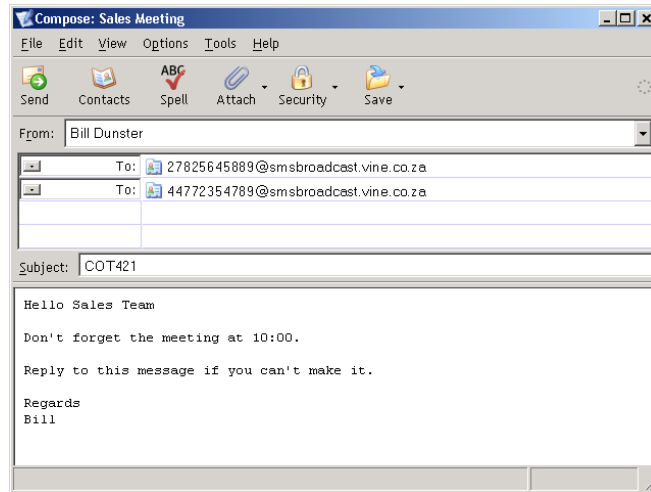 Compose: Sales Meeting
File Edit View Options Tools Help
ABC
Send Contacts Spell Attach Security Save
From: Bill Dunster
To: 27825645889@smsbroadcast.vine.co.za
To: 44772354789@smsbroadcast.vine.co.za
Subject: COT421
Hello Sales Team
Don't forget the meeting at 10:00.
Reply to this message if you can't make it.
Regards
Bill